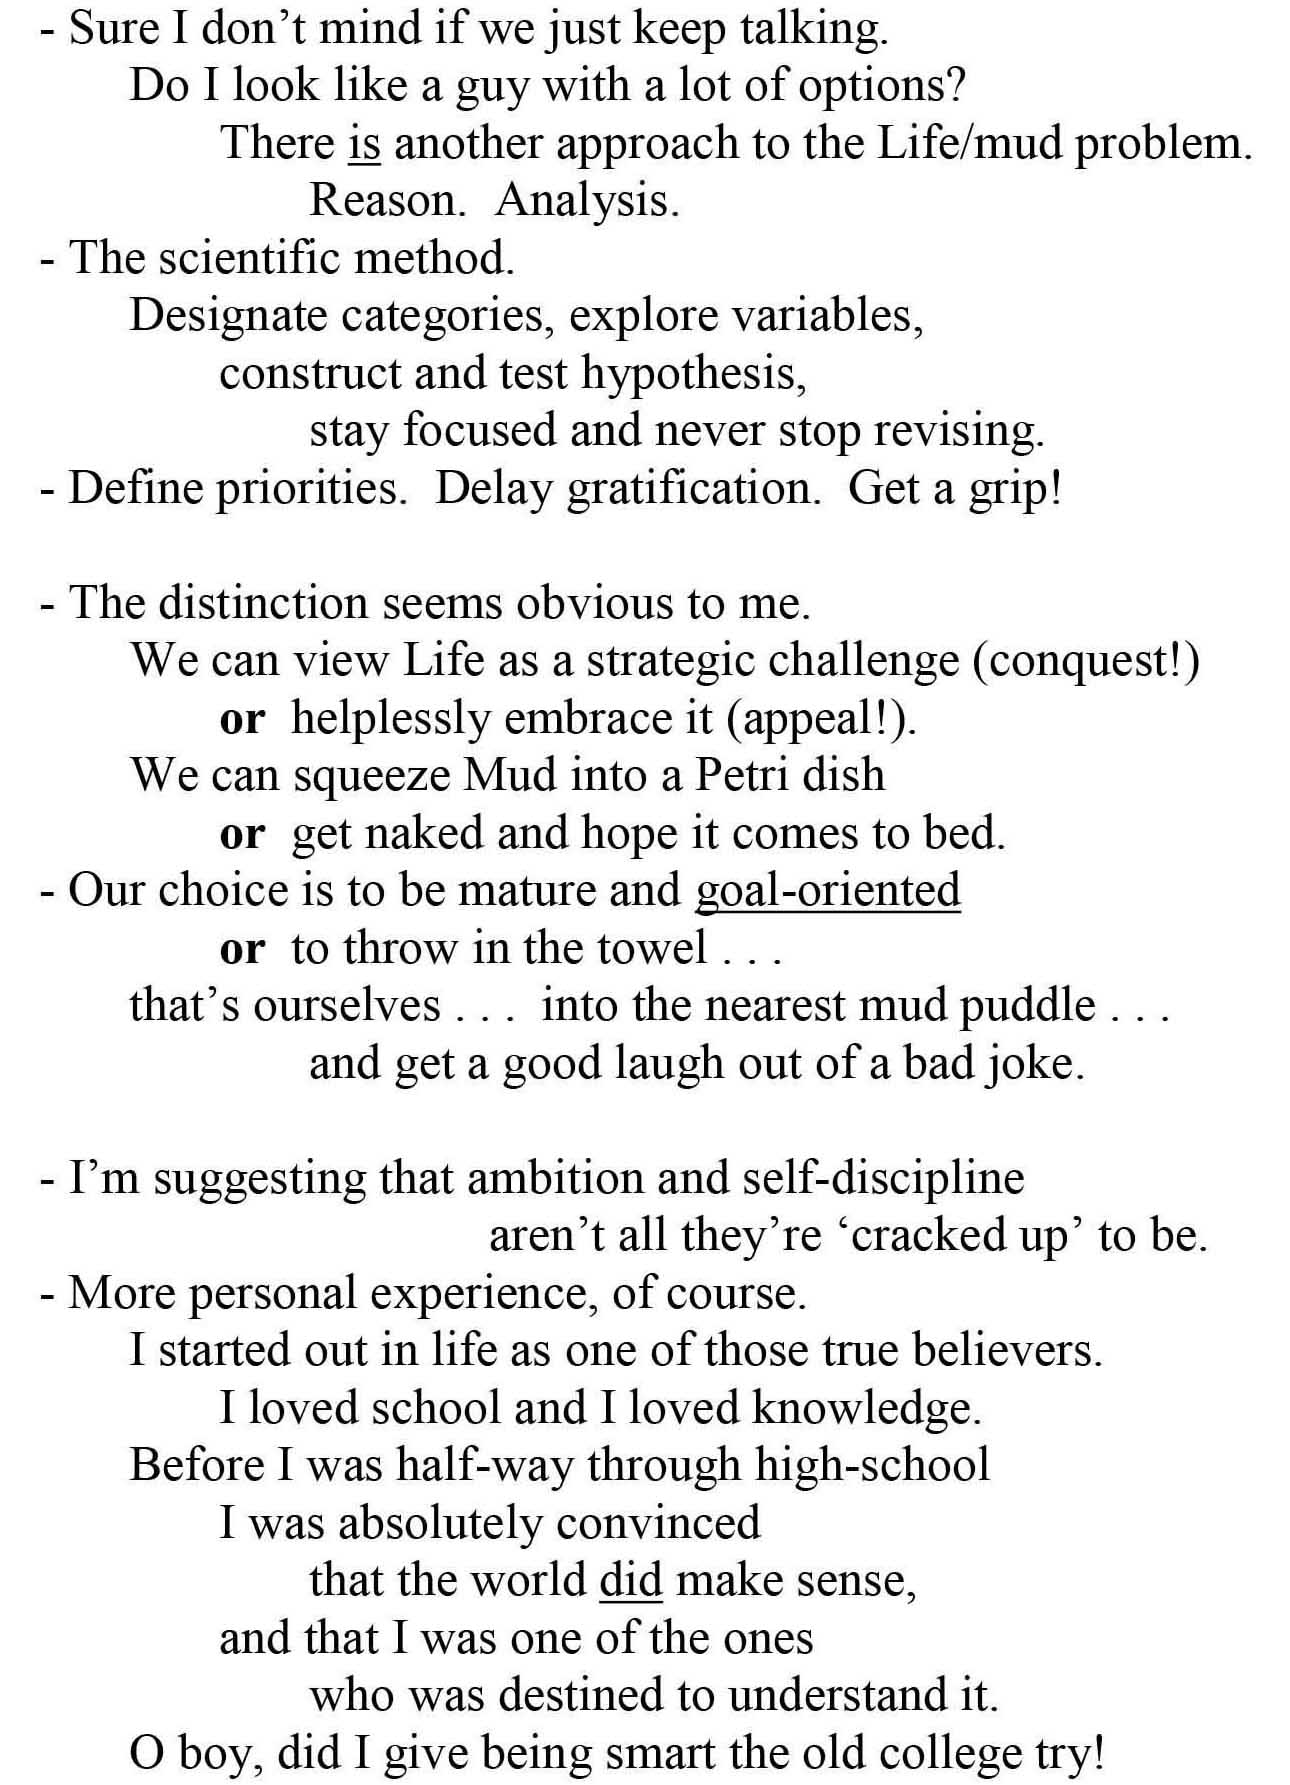 - Sure I don’t mind if we just keep talking.
Do I look like a guy with a lot of options?
There is another approach to the Life/mud problem.
Reason.  Analysis.
- The scientific method.
Designate categories, explore variables,
construct and test hypothesis,
stay focused and never stop revising.
- Define priorities.  Delay gratification.  Get a grip!
- The distinction seems obvious to me.
We can view Life as a strategic challenge (conquest!)
or  helplessly embrace it (appeal!).
We can squeeze Mud into a Petri dish
or  get naked and hope it comes to bed.
- Our choice is to be mature and goal-oriented
or  to throw in the towel . . .
that’s ourselves . . .  into the nearest mud puddle . . .
and get a good laugh out of a bad joke.
- I’m suggesting that ambition and self-discipline
aren’t all they’re ‘cracked up’ to be.
- More personal experience, of course.
I started out in life as one of those true believers.
I loved school and I loved knowledge.
Before I was half-way through high-school
I was absolutely convinced
that the world did make sense,
and that I was one of the ones
who was destined to understand it.
O boy, did I give being smart the old college try!